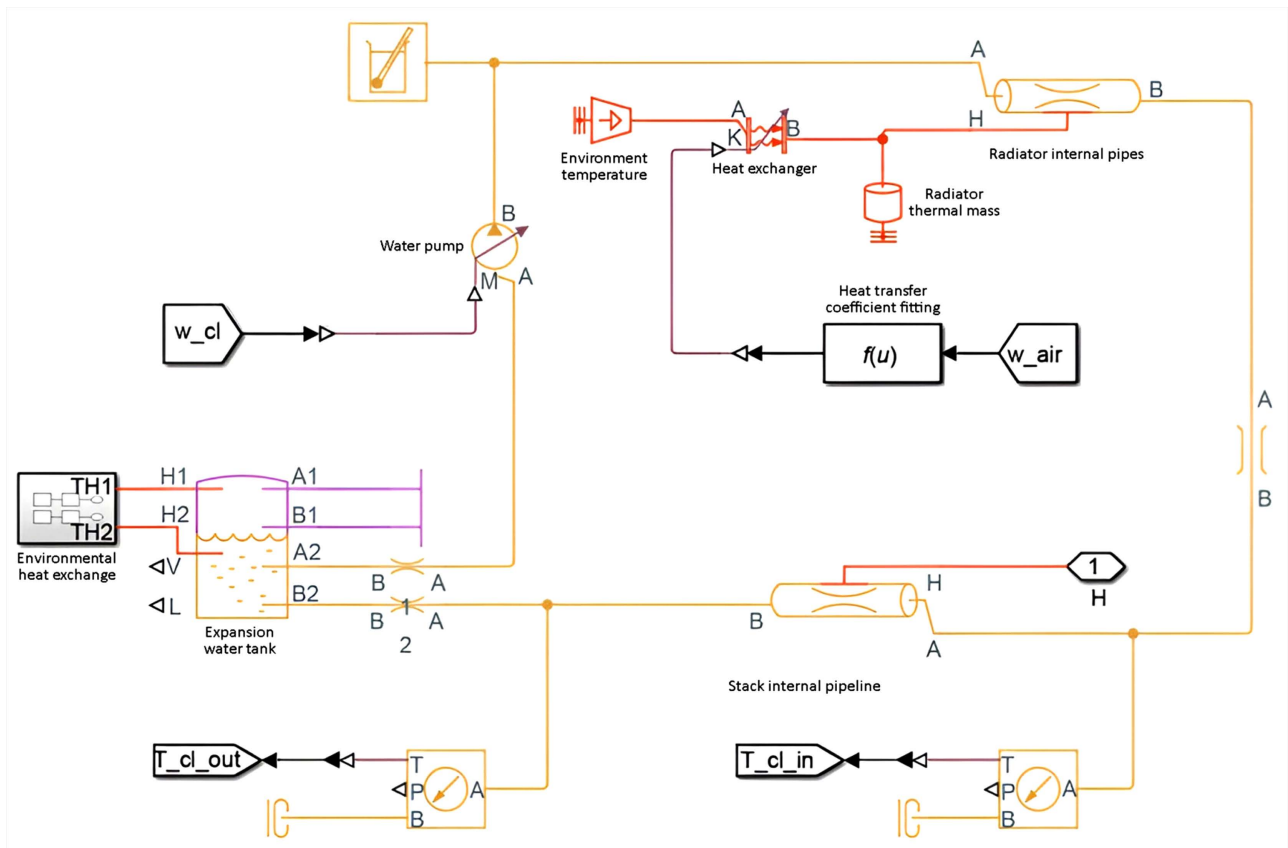 A
B
H
Radiator internal pipes
A
K
B
Environment
temperature
Heat exchanger
Radiator
thermal mass
B
Water pump
M
A
w_cl
Heat transfer
coefficient fitting
f(u)
w_air
A
B
TH1
TH2
Environmental
heat exchange
H1
H2
V
L
A1
B1
A2
B2
Expansion
water tank
B
A
1
B
A
2
B
H
A
1
H
Stack internal pipeline
T_cl_out
T
P
A
B
T_cl_in
T
P
A
B